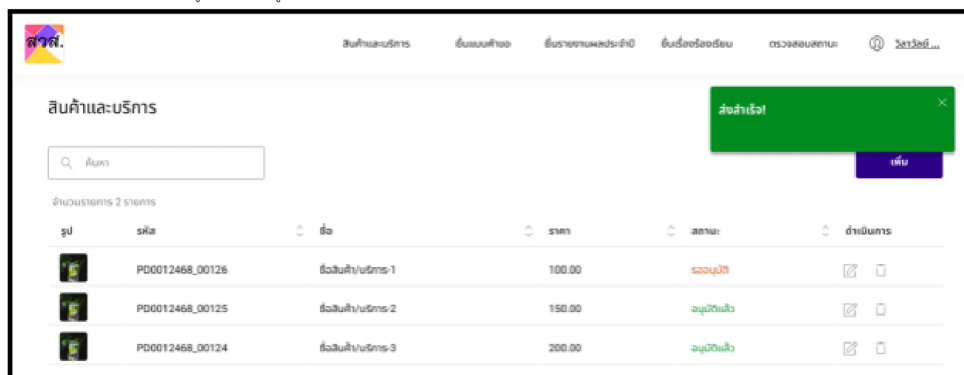 สวส.
สินค้าและบริการ ยื่นแบบคำขอ ยื่นรายงานผลประจำปี ยื่นเรื่องร้องเรียน ตรวจสอบสถานะ วิลาวัลย์ ...
สินค้าและบริการ
ส่งสำเร็จ!
ค้นหา
เพิ่ม
จำนวนรายการ 2 รายการ
รูป รหัส ชื่อ ราคา สถานะ ดำเนินการ
PD0012468_00126 ชื่อสินค้า/บริการ-1 100.00 รออนุมัติ
PD0012468_00125 ชื่อสินค้า/บริการ-2 150.00 อนุมัติแล้ว
PD0012468_00124 ชื่อสินค้า/บริการ-3 200.00 อนุมัติแล้ว